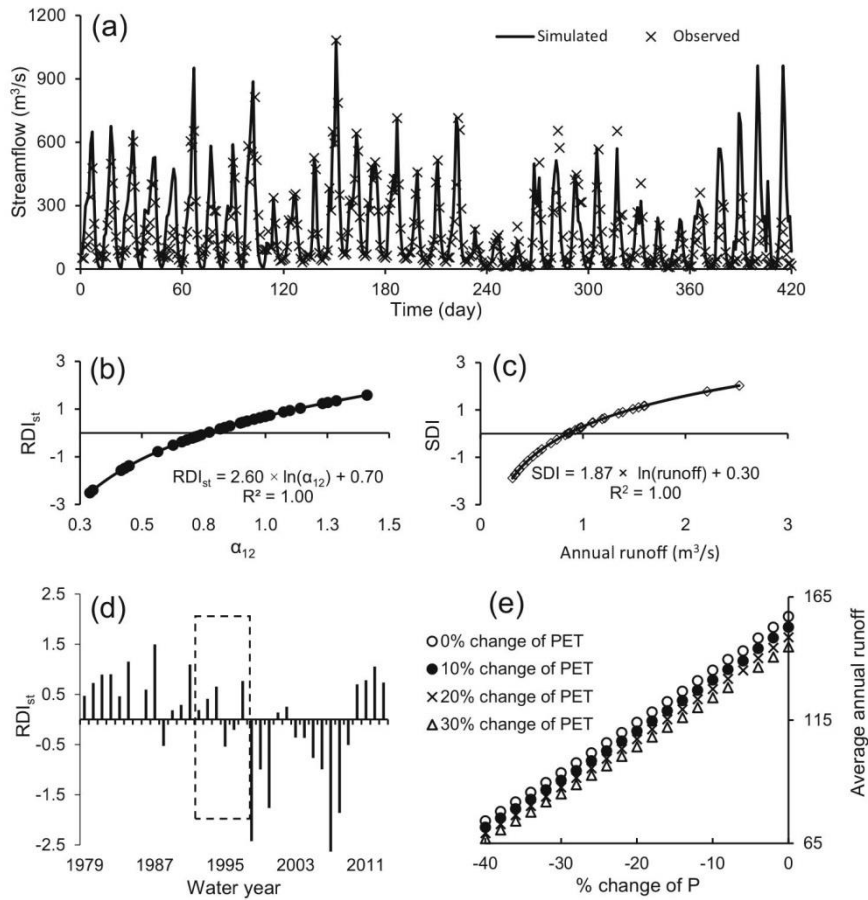 (a)
Simulated
Observed
Streamflow (m³/s)
1200
900
600
300
0
0 60 120 180 240 300 360 420
Time (day)
(b)
RDIst
3
1
-1
-3
RDIst = 2.60 × ln(α12) + 0.70
R² = 1.00
0.3 0.5 0.8 1.0 1.3 1.5
α12
(c)
SDI
3
1
-1
-3
SDI = 1.87 × ln(runoff) + 0.30
R² = 1.00
0 1 2 3
Annual runoff (m³/s)
(d)
RDIst
2.5
1.5
0.5
-0.5
-1.5
-2.5
1979 1987 1995 2003 2011
Water year
(e)
0% change of PET
10% change of PET
20% change of PET
30% change of PET
165
115
65
Average annual runoff
-40 -30 -20 -10 0
% change of P